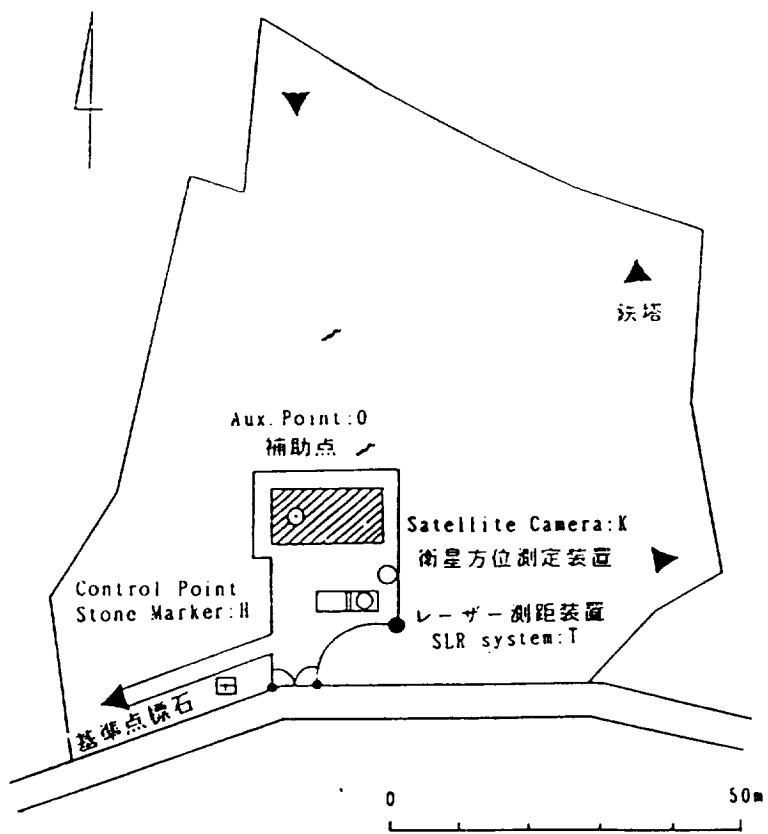 鉄塔
Aux. Point:O
補助点
Satellite Camera:K
衛星方位測定装置
Control Point
Stone Marker:H
レーザー測距装置
SLR system:T
基準点標石
0
50m